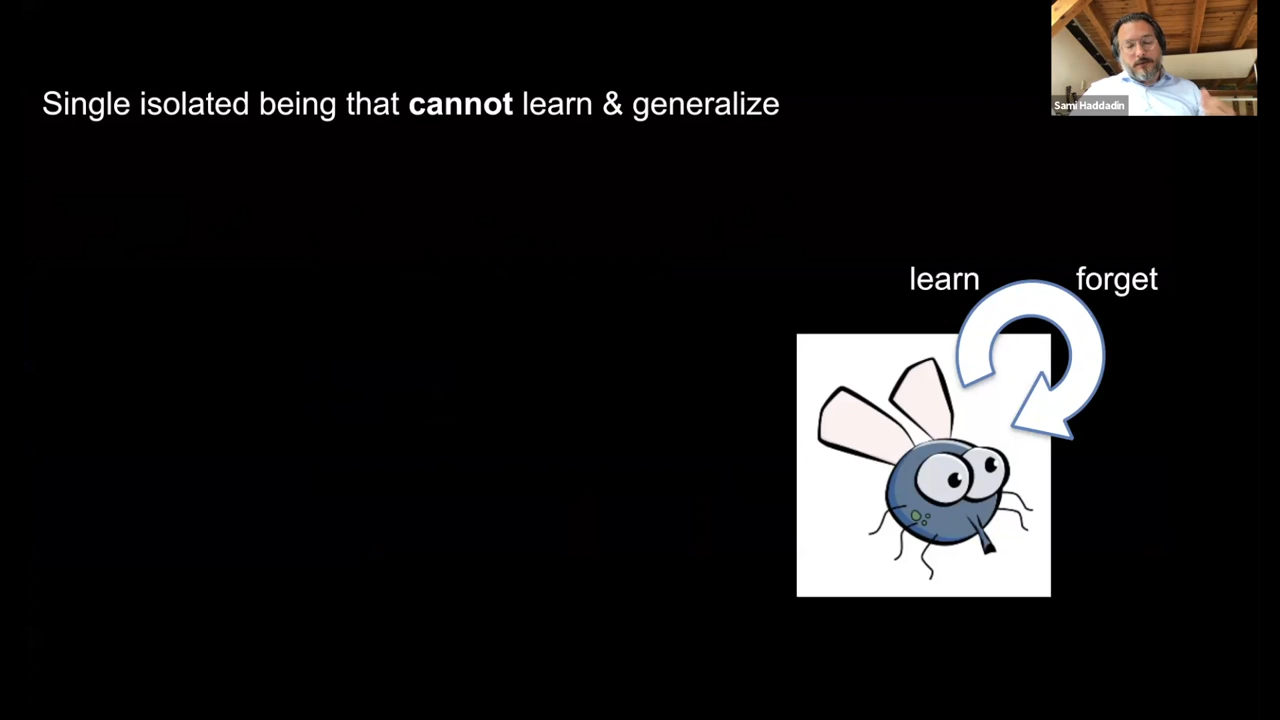 Single isolated being that cannot learn & generalize
Sami Haddadin
learn
forget